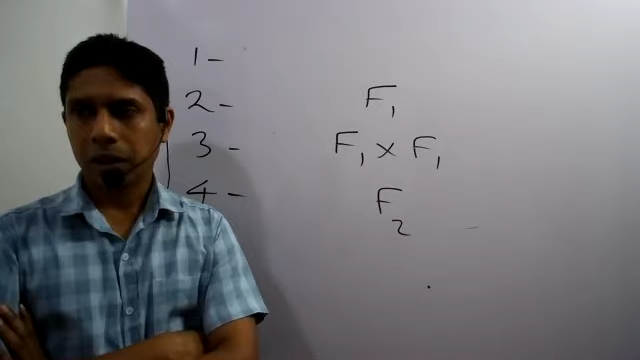 1 -
2 -
3 -
4 -
F₁
F₁ × F₁
F₂